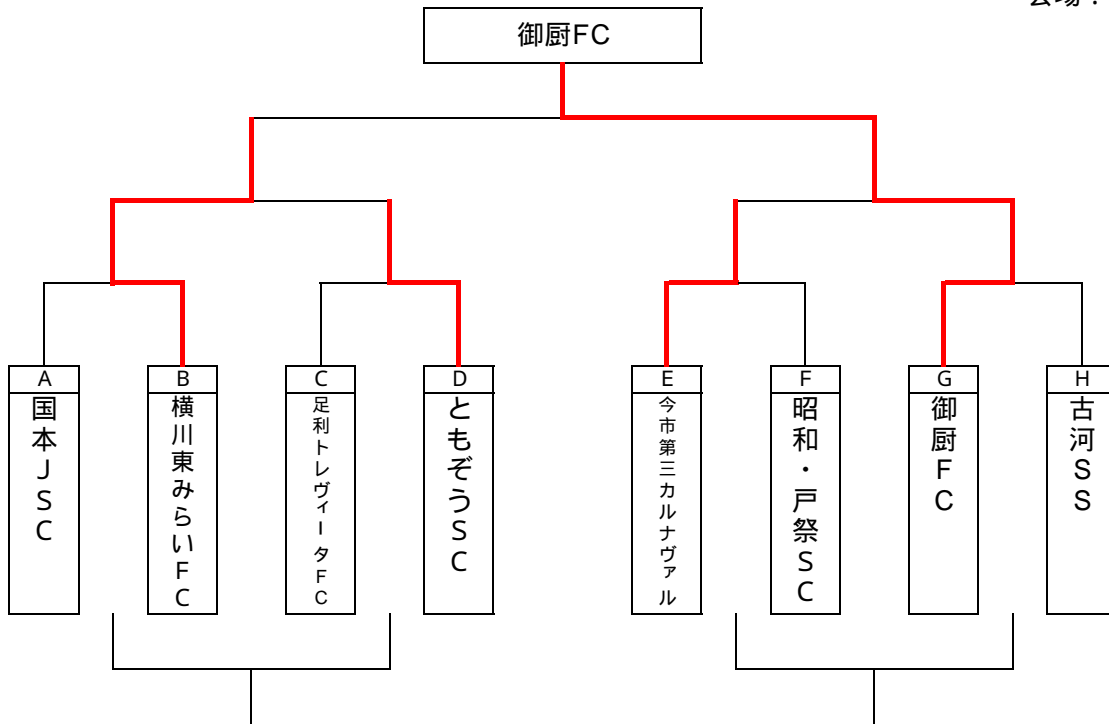 会場：
御厨FC
A
国本JSC
B
横川東みらいFC
C
足利トレヴィータFC
D
ともぞうSC
E
今市第三カルナヴァル
F
昭和・戸祭SC
G
御厨FC
H
古河SS